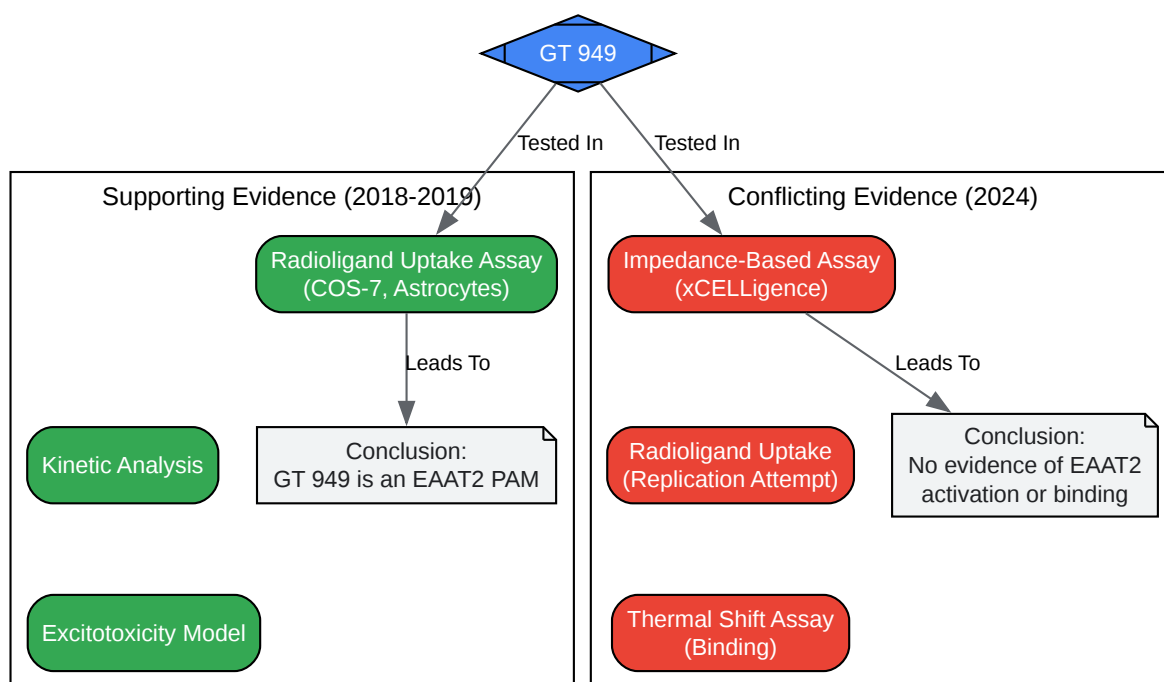 GT 949
Tested In
Tested In
Supporting Evidence (2018-2019)
Radioligand Uptake Assay
(COS-7, Astrocytes)
Leads To
Kinetic Analysis
Conclusion:
GT 949 is an EAAT2 PAM
Excitotoxicity Model
Conflicting Evidence (2024)
Impedance-Based Assay
(xCELLigence)
Leads To
Radioligand Uptake
(Replication Attempt)
Conclusion:
No evidence of EAAT2
activation or binding
Thermal Shift Assay
(Binding)